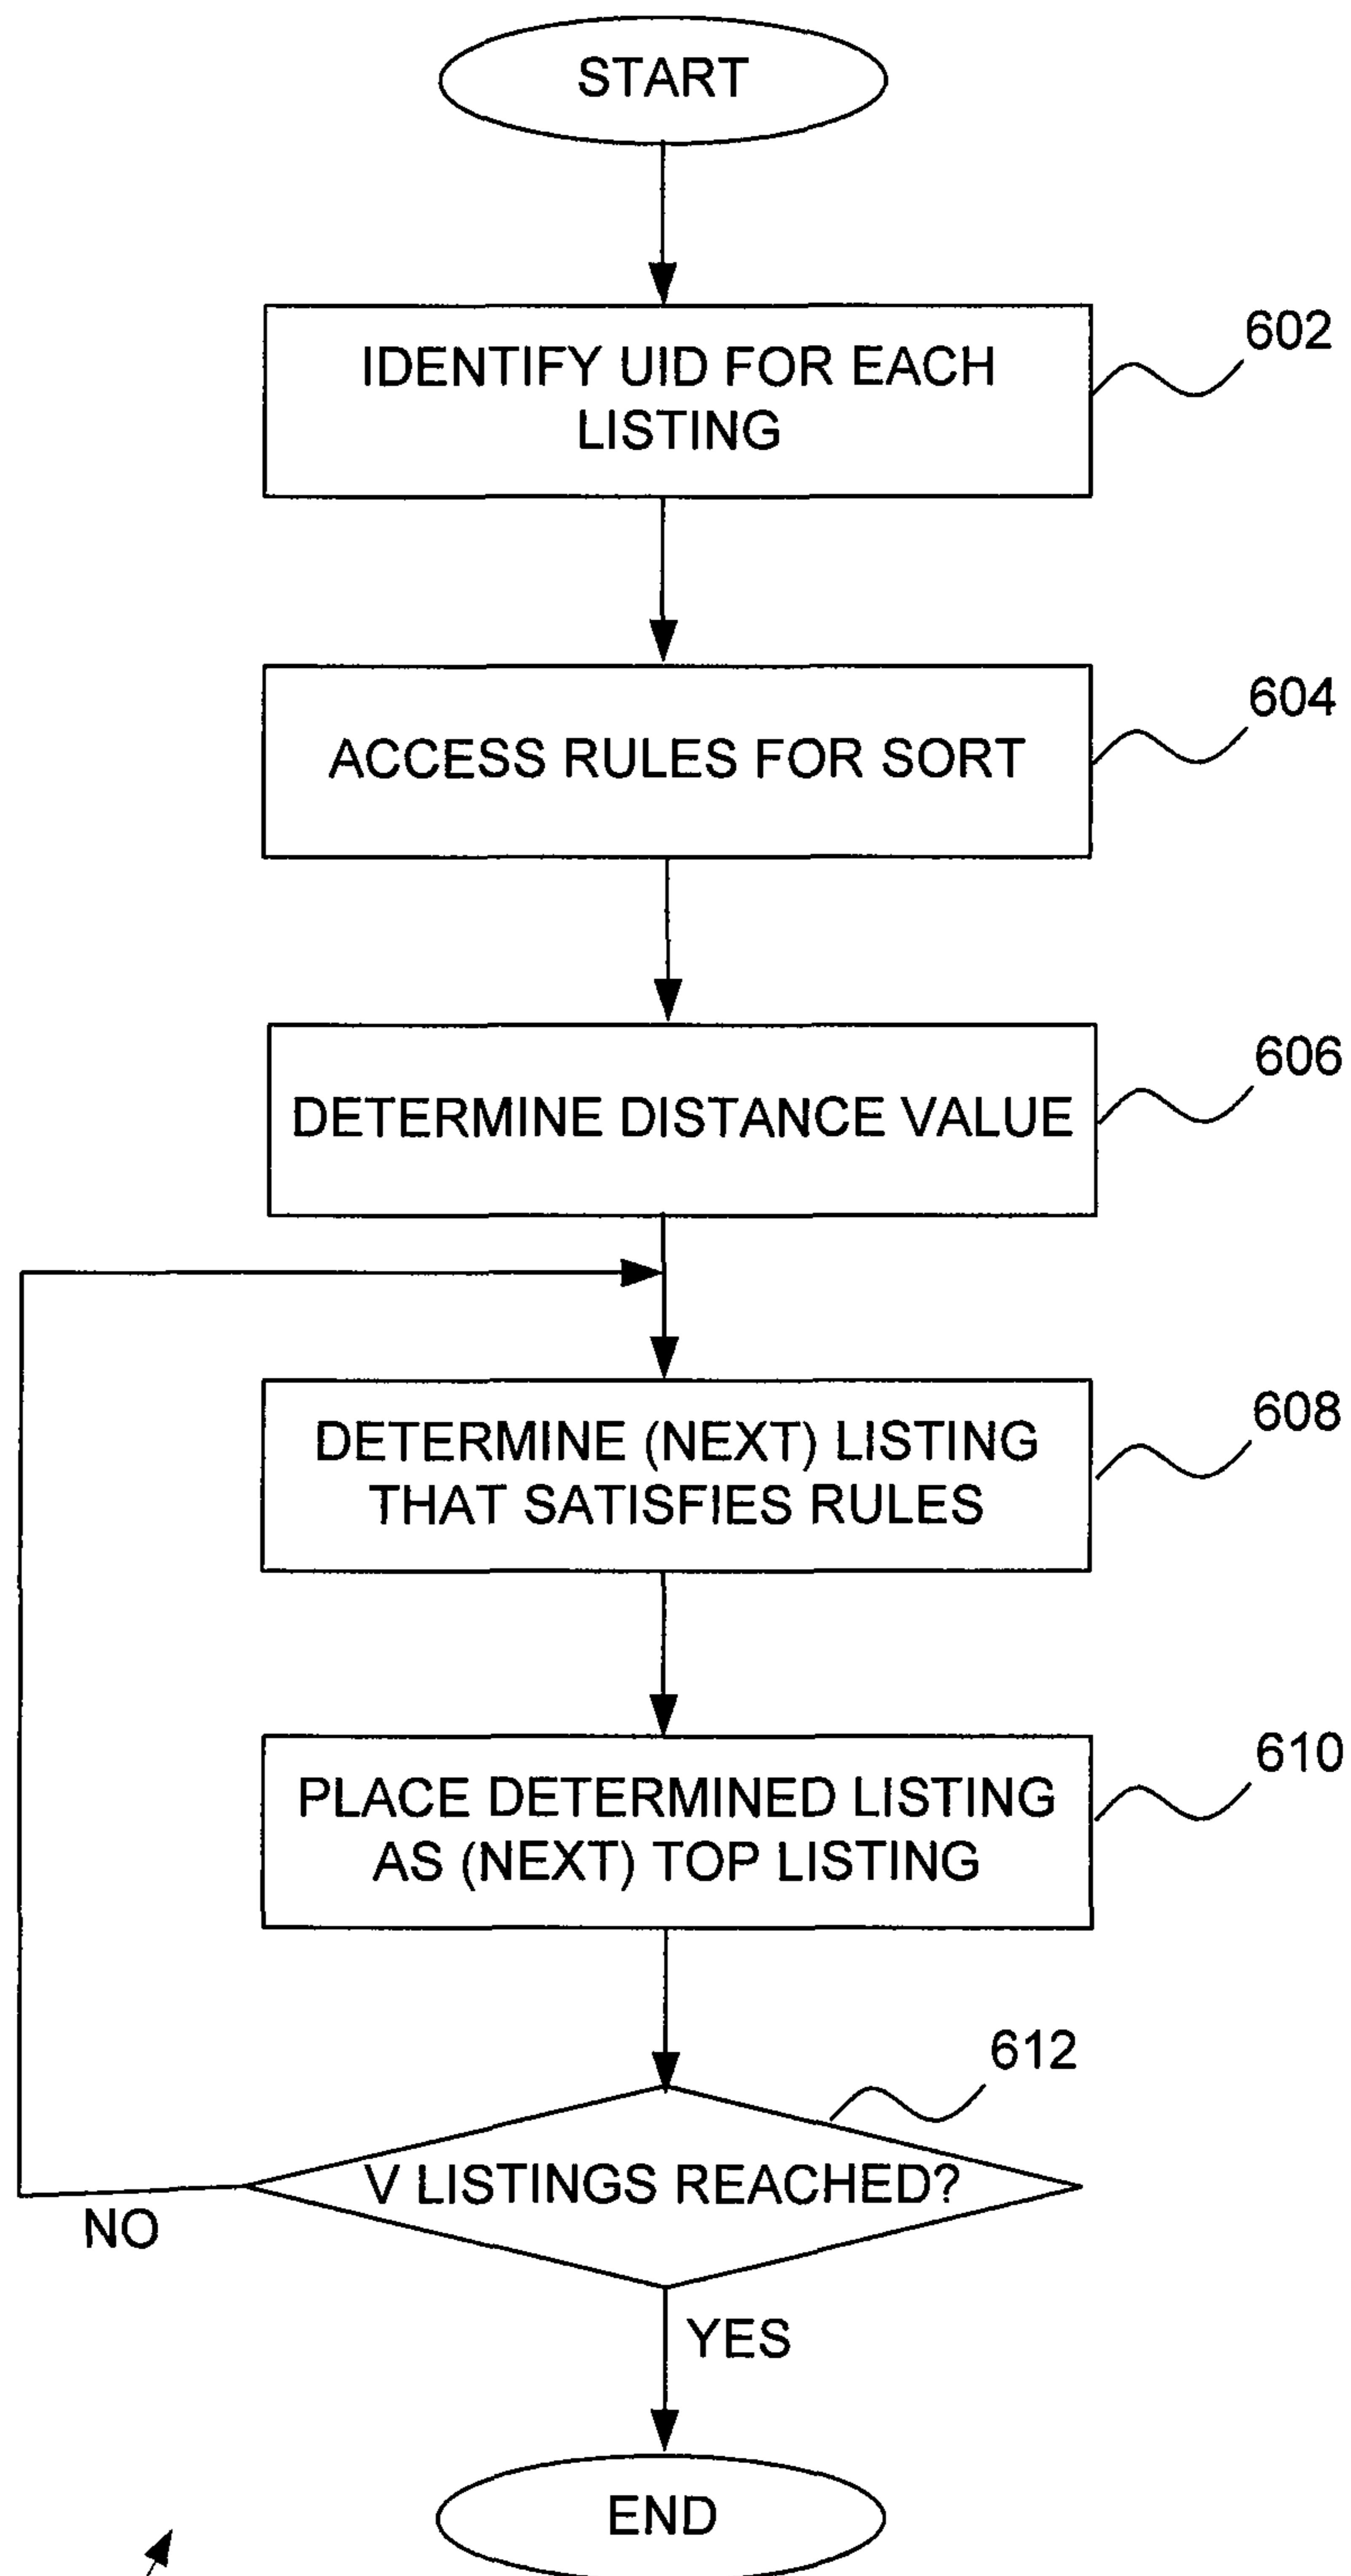 START
IDENTIFY UID FOR EACH
LISTING
602
ACCESS RULES FOR SORT
604
DETERMINE DISTANCE VALUE
606
DETERMINE (NEXT) LISTING
THAT SATISFIES RULES
608
PLACE DETERMINED LISTING
AS (NEXT) TOP LISTING
610
612
V LISTINGS REACHED?
NO
YES
END